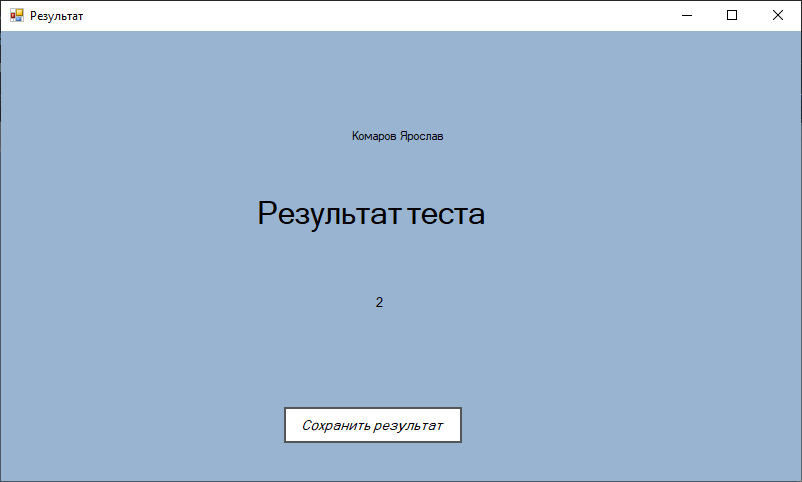 Результат
Комаров Ярослав
Результат теста
2
Сохранить результат